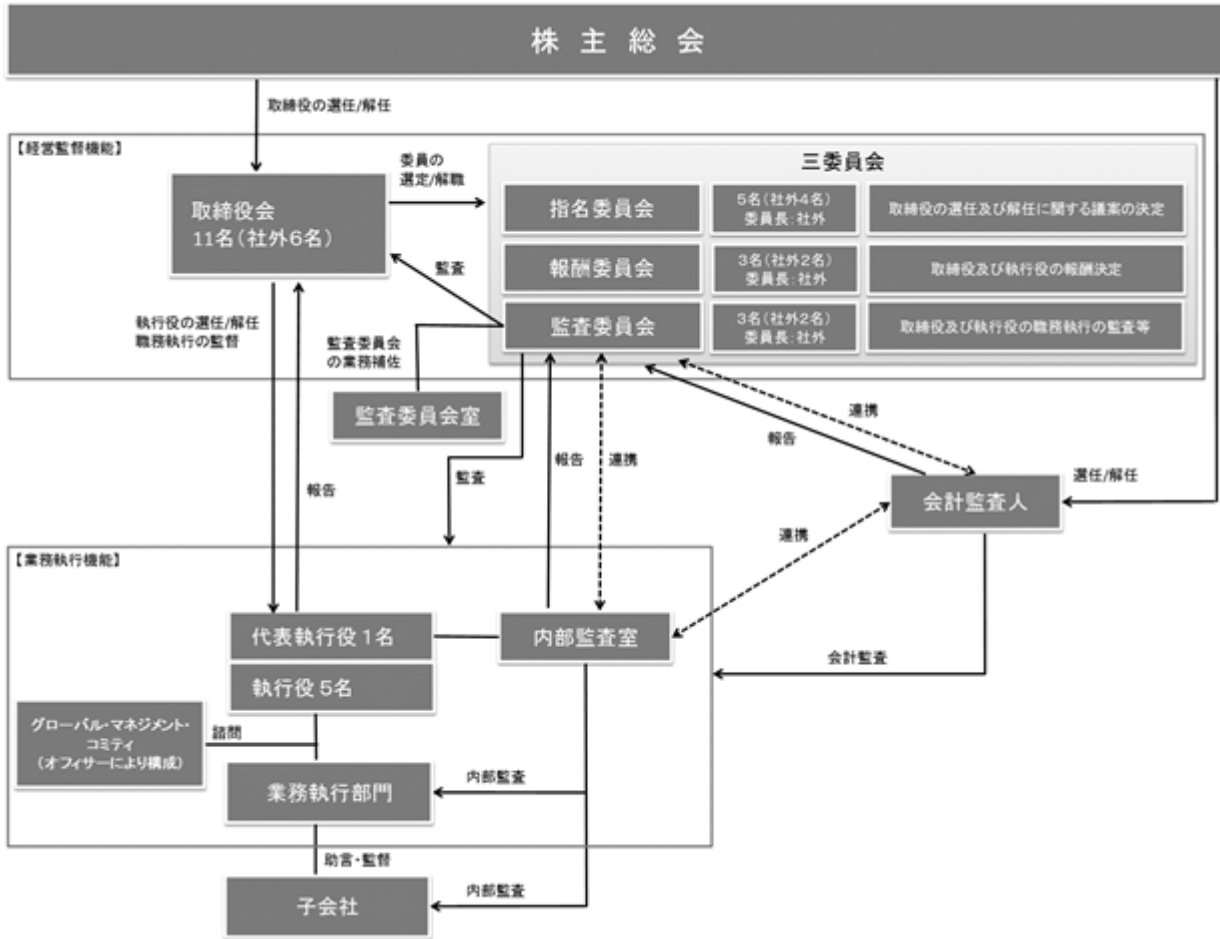 株主総会
取締役の選任/解任
【経営監督機能】
委員の
選定/解職
三委員会
取締役会
11名(社外6名)
指名委員会
5名(社外4名)
委員長:社外
取締役の選任及び解任に関する議案の決定
報酬委員会
3名(社外2名)
委員長:社外
取締役及び執行役の報酬決定
監査
監査委員会
3名(社外2名)
委員長:社外
取締役及び執行役の職務執行の監査等
執行役の選任/解任
職務執行の監督
監査委員会
の業務補佐
監査委員会室
連携
報告
報告
監査
報告
連携
選任/解任
会計監査人
連携
【業務執行機能】
代表執行役1名
内部監査室
会計監査
執行役5名
グローバル・マネジメント・
コミティ
(オフィサーにより構成)
諮問
業務執行部門
内部監査
助言・監督
子会社
内部監査